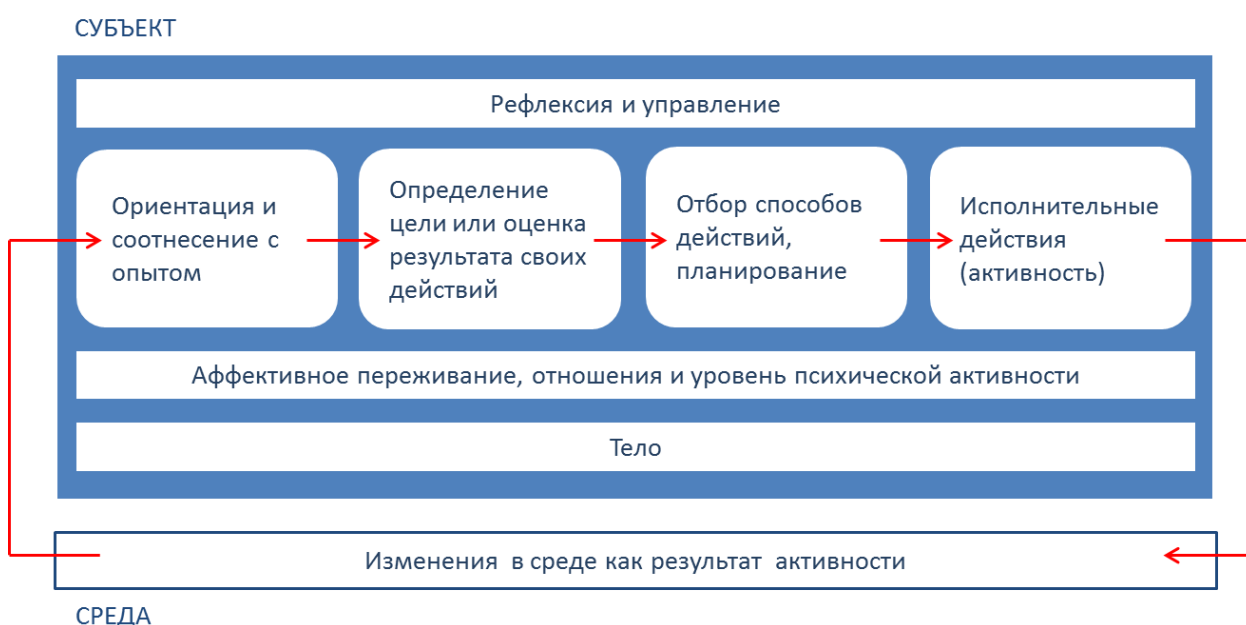 СУБЪЕКТ
Рефлексия и управление
Ориентация и
соотнесение с
опытом
Определение
цели или оценка
результата своих
действий
Отбор способов
действий,
планирование
Исполнительные
действия
(активность)
Аффективное переживание, отношения и уровень психической активности
Тело
Изменения в среде как результат активности
СРЕДА